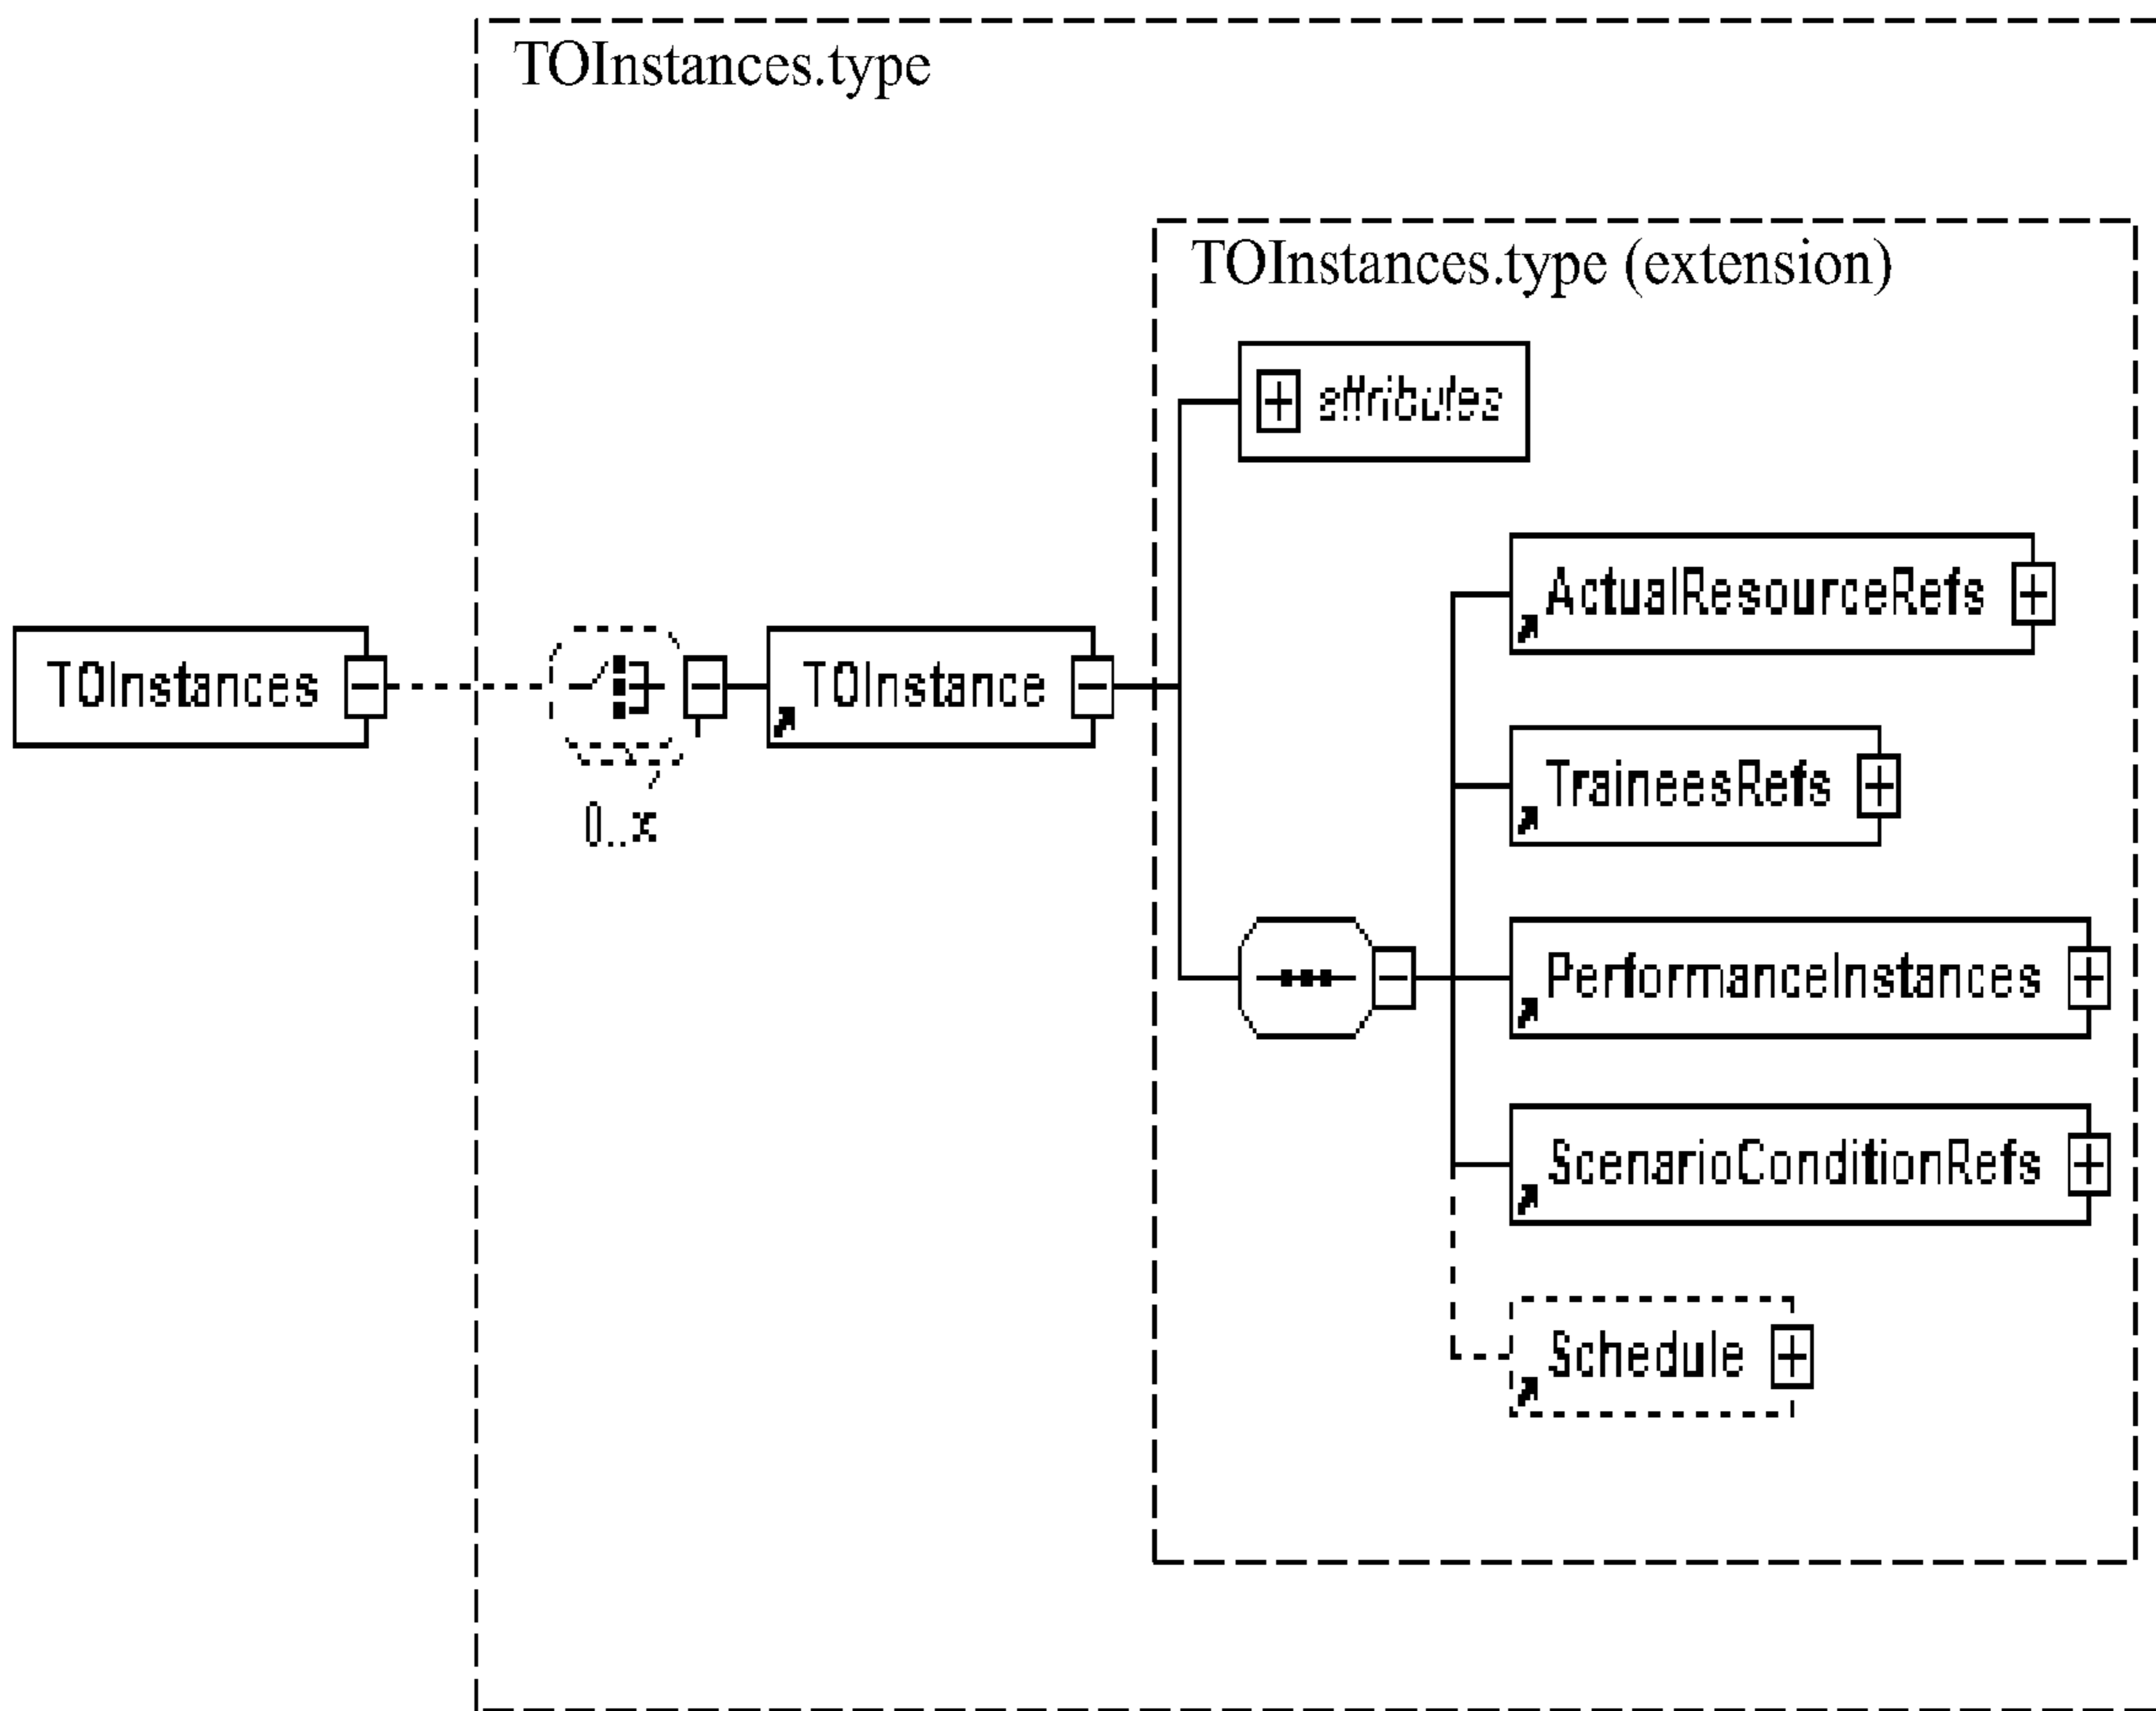 TOInstances.type
TOInstances.type (extension)
attributes
ActualResourceRefs
TOInstances
TOInstance
TraineesRefs
0..x
PerformanceInstances
ScenarioConditionRefs
Schedule